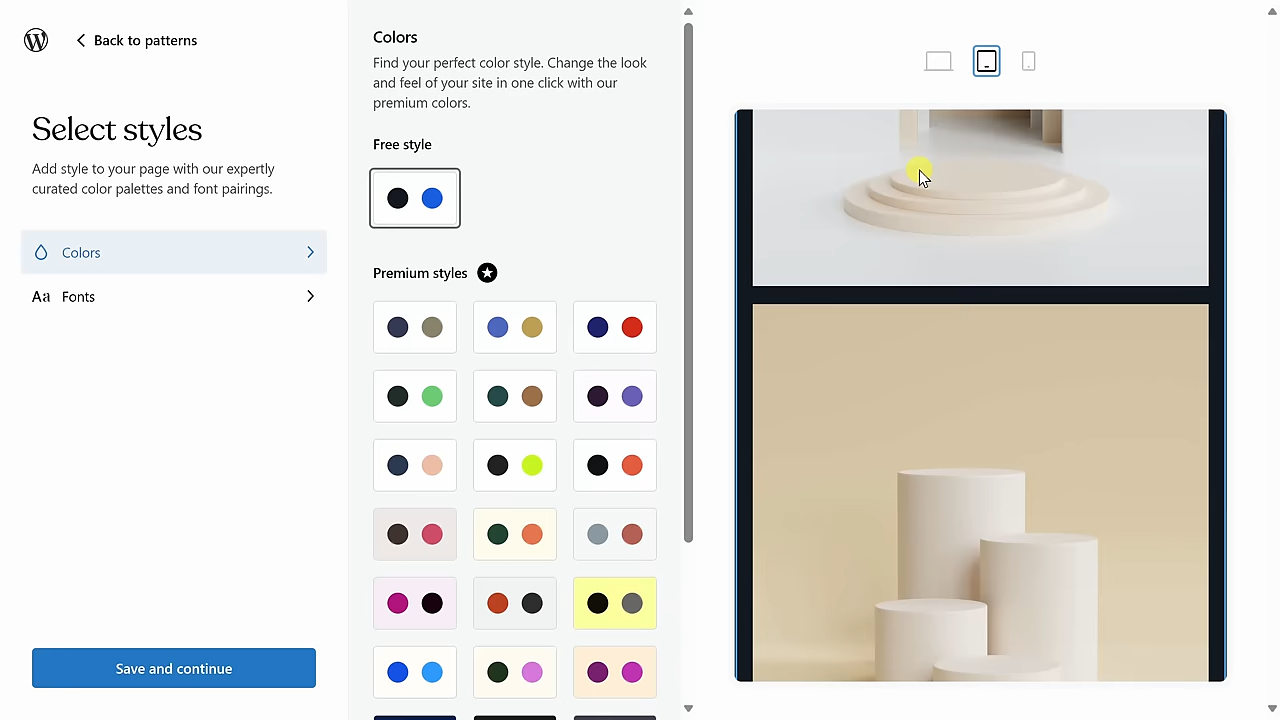 Back to patterns
Select styles
Add style to your page with our expertly
curated color palettes and font pairings.
Colors
Aa Fonts
Save and continue
Colors
Find your perfect color style. Change the look
and feel of your site in one click with our
premium colors.
Free style
Premium styles